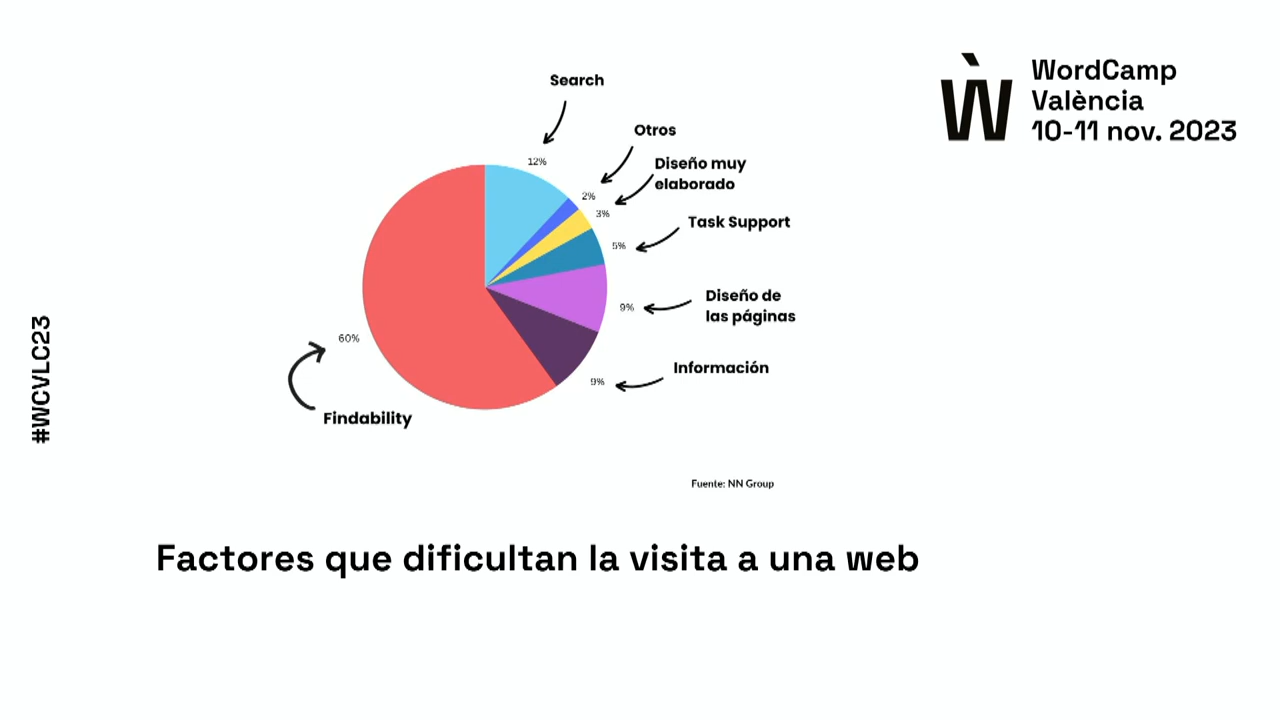 WordCamp
València
10-11 nov. 2023
#WCVLC23
Search
12%
Otros
2%
Diseño muy
elaborado
3%
Task Support
5%
Diseño de
las páginas
9%
Información
9%
60%
Findability
Fuente: NN Group
Factores que dificultan la visita a una web